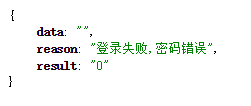 {
data: "",
reason: "登录失败,密码错误",
result: "0"
}